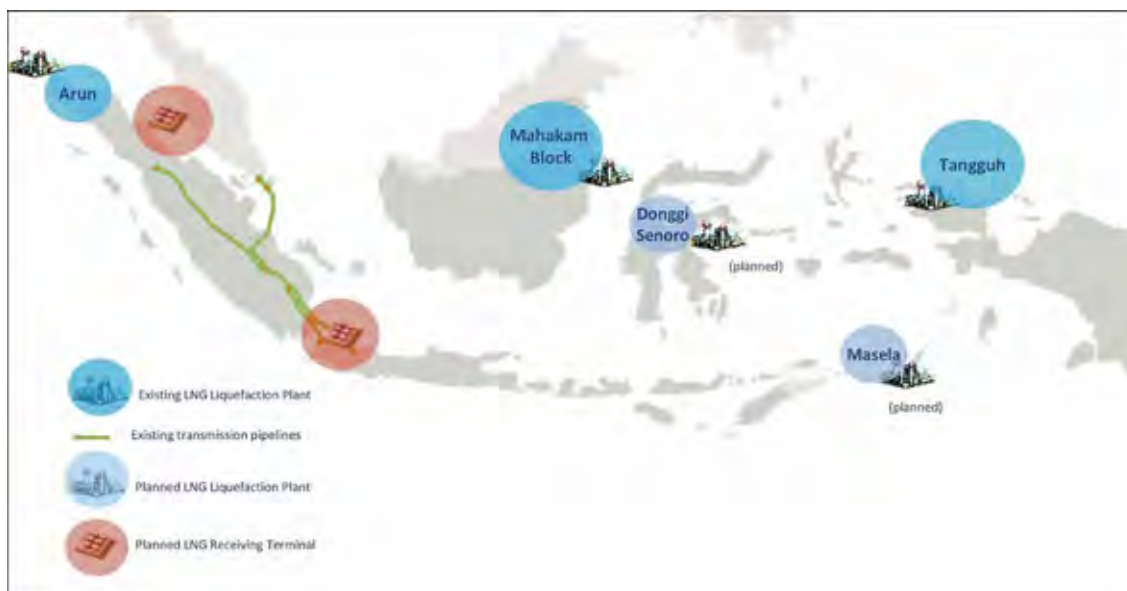 Arun
Mahakam
Block
Tangguh
Donggi
Senoro
(planned)
Masela
(planned)
Existing LNG Liquefaction Plant
Existing transmission pipelines
Planned LNG Liquefaction Plant
Planned LNG Receiving Terminal